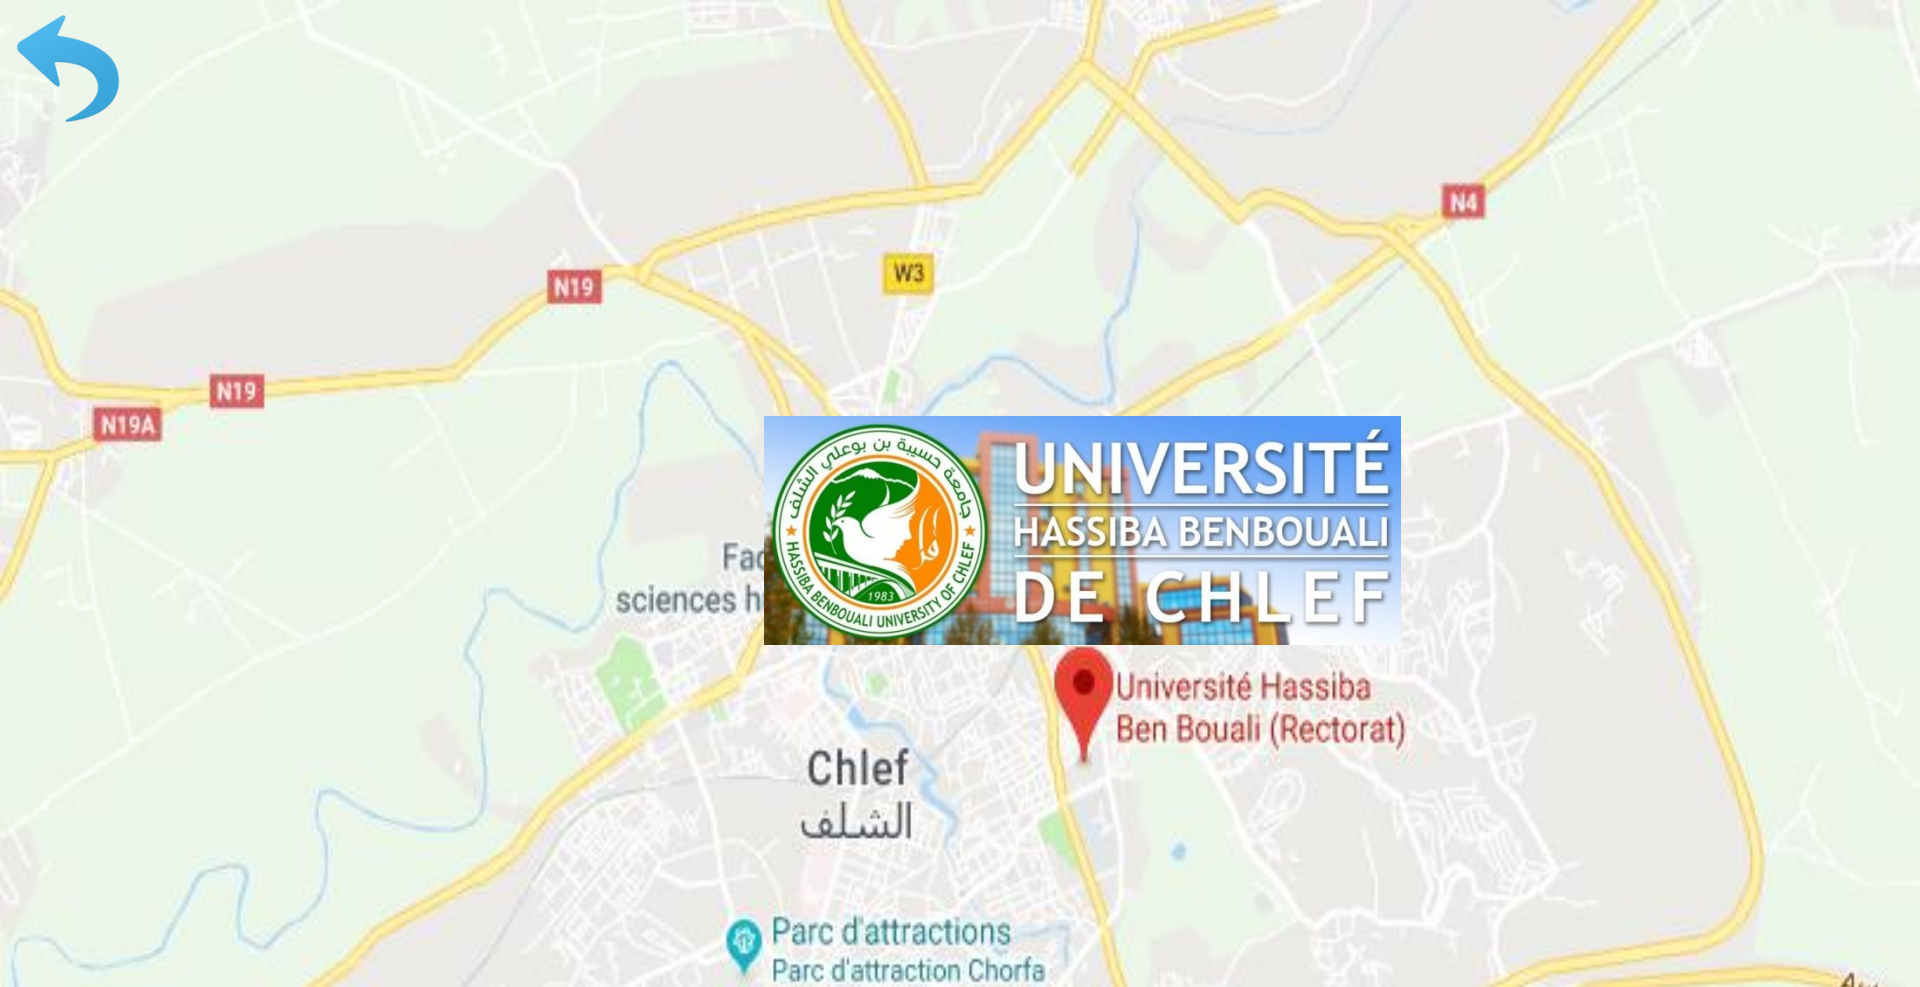 N4
N19
W3
N19
N19A
جامعة حسيبة بن بوعلي الشلف
HASSIBA BENBOUALI UNIVERSITY OF CHLEF
1983
UNIVERSITÉ
HASSIBA BENBOUALI
DE CHLEF
sciences
Université Hassiba
Ben Bouali (Rectorat)
Chlef
الشلف
Parc d'attractions
Parc d'attraction Chorfa